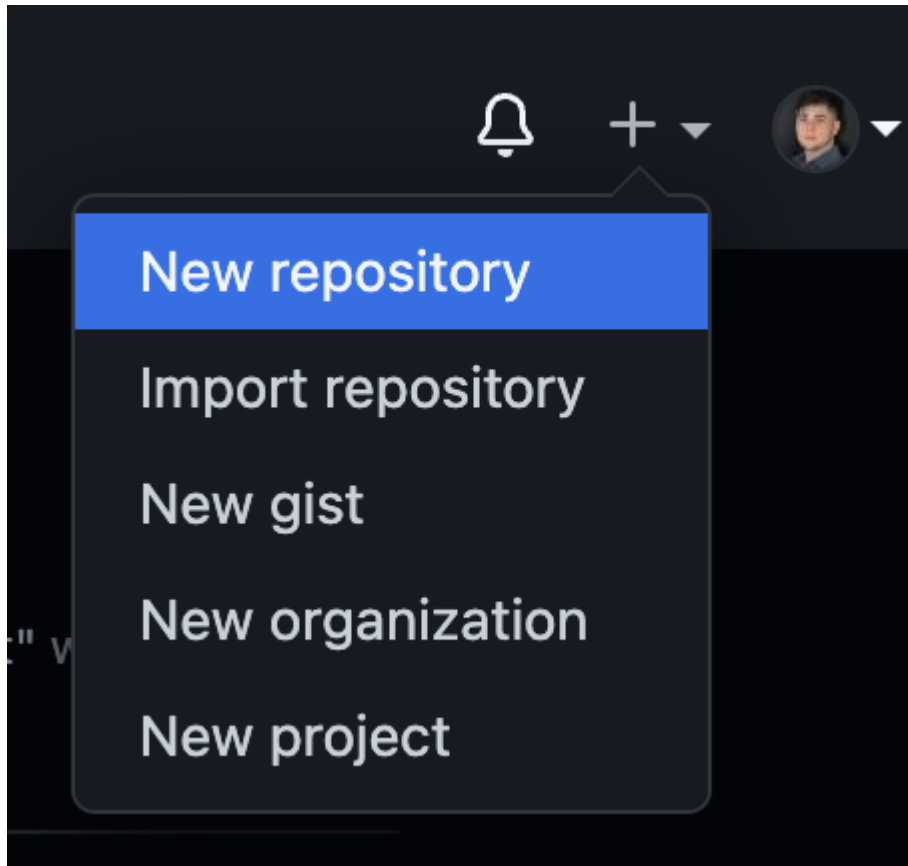 New repository
Import repository
New gist
:" w
New organization
New project